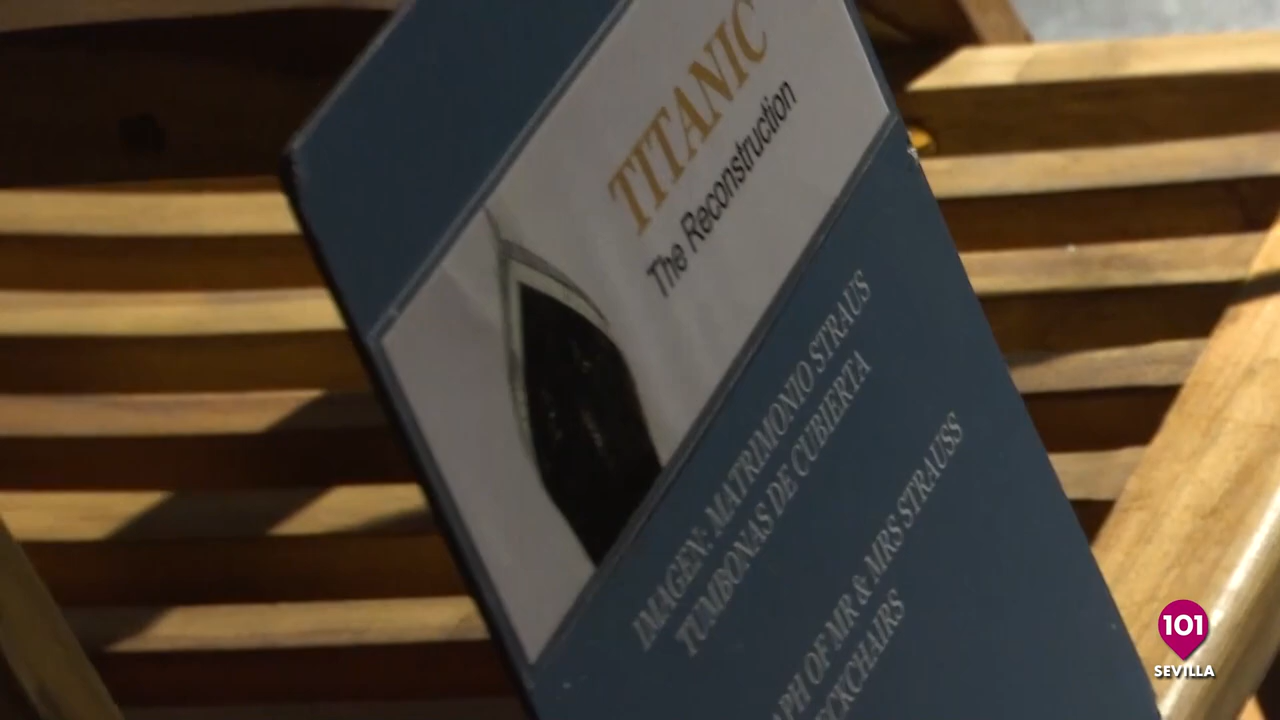 TITANIC
The Reconstruction
IMAGEN: MATRIMONIO STRAUS
TUMBONAS DE CUBIERTA
OF MR & MRS STRAUSS
101
SEVILLA